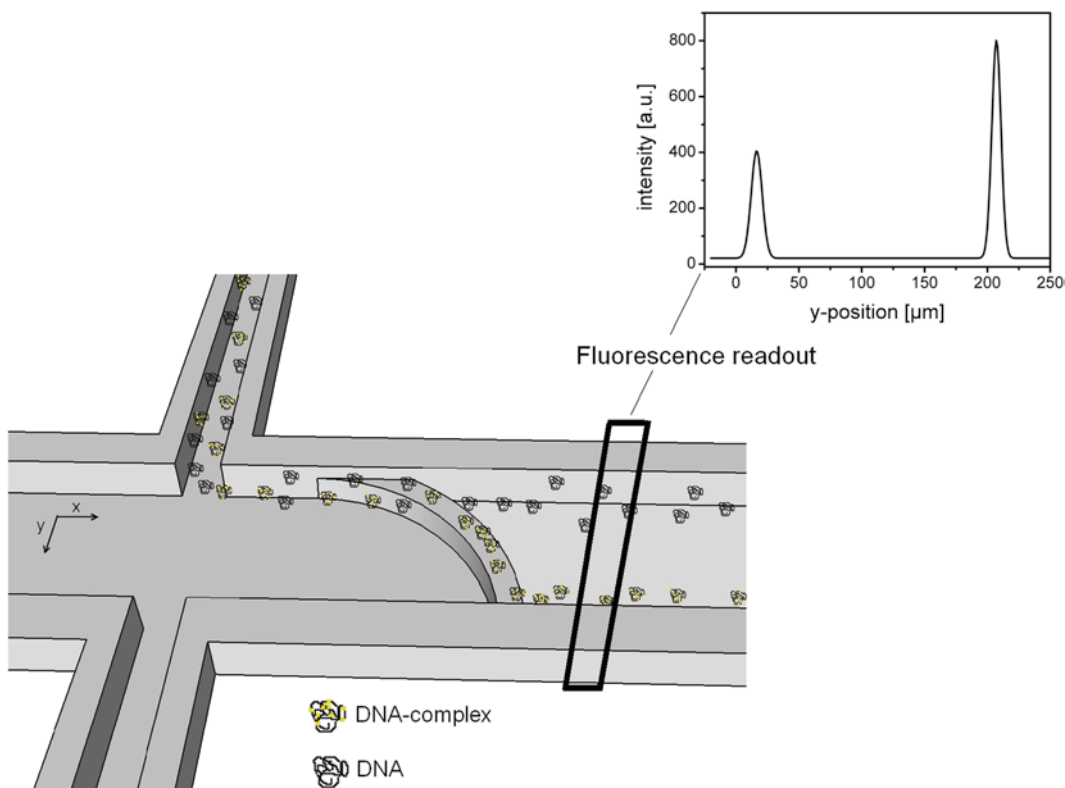 800
600
400
200
0
intensity [a.u.]
0 50 100 150 200 250
y-position [µm]
Fluorescence readout
x
y
DNA-complex
DNA